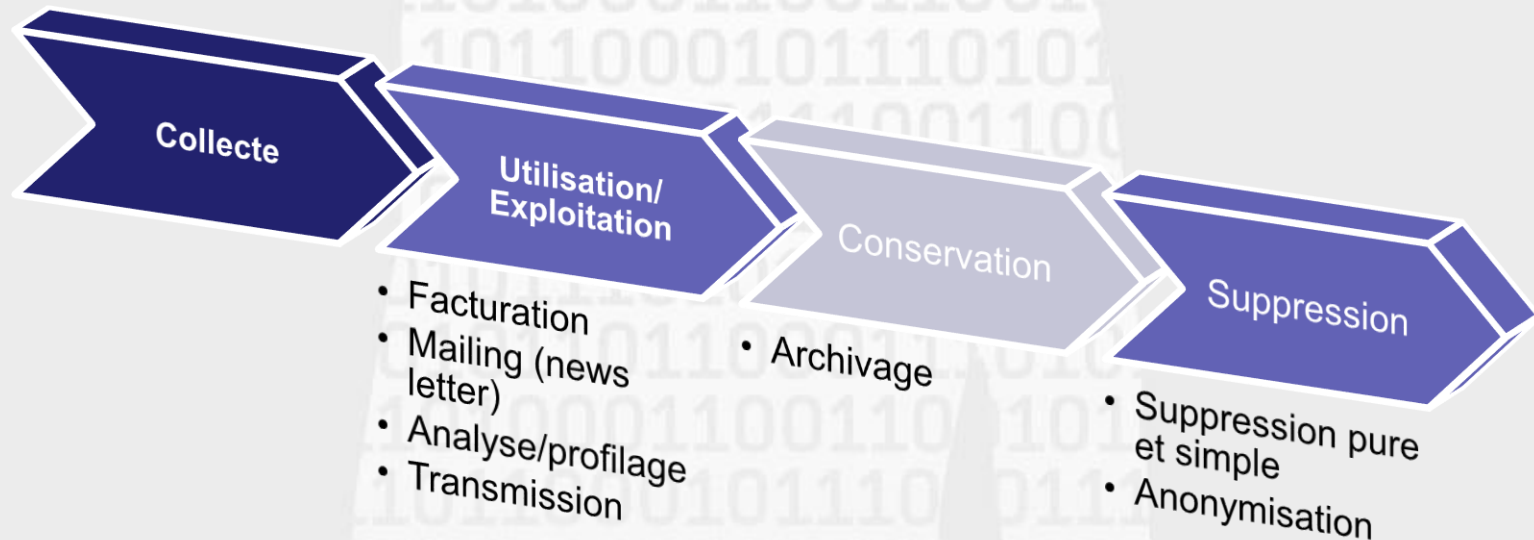 Collecte
Utilisation/
Exploitation
• Facturation
• Mailing (news
letter)
• Analyse/profilage
• Transmission
Conservation
• Archivage
Suppression
• Suppression pure
et simple
• Anonymisation